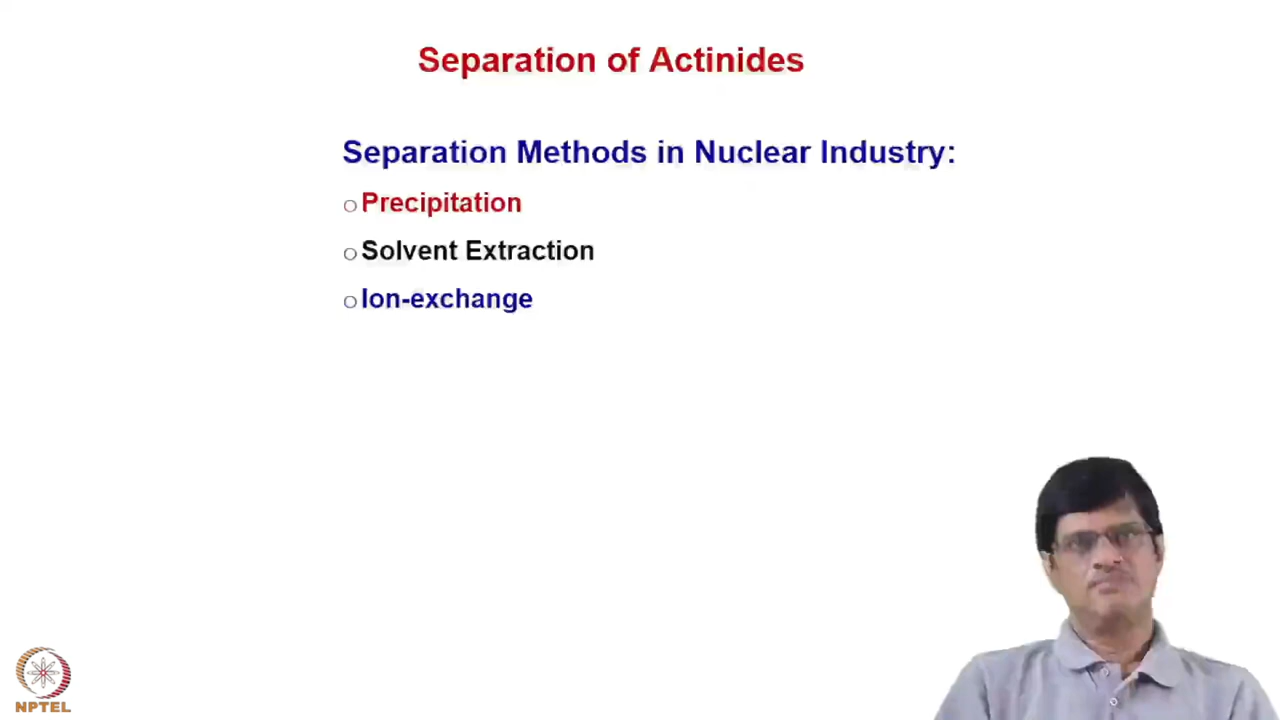 Separation of Actinides
Separation Methods in Nuclear Industry:
Precipitation
Solvent Extraction
Ion-exchange
NPTEL